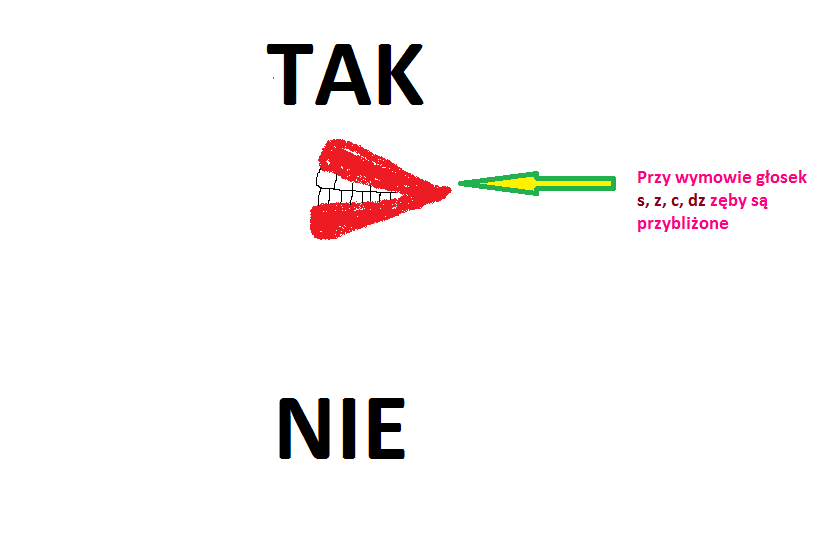 TAK
Przy wymowie głosek
s, z, c, dz zęby są
przybliżone
NIE